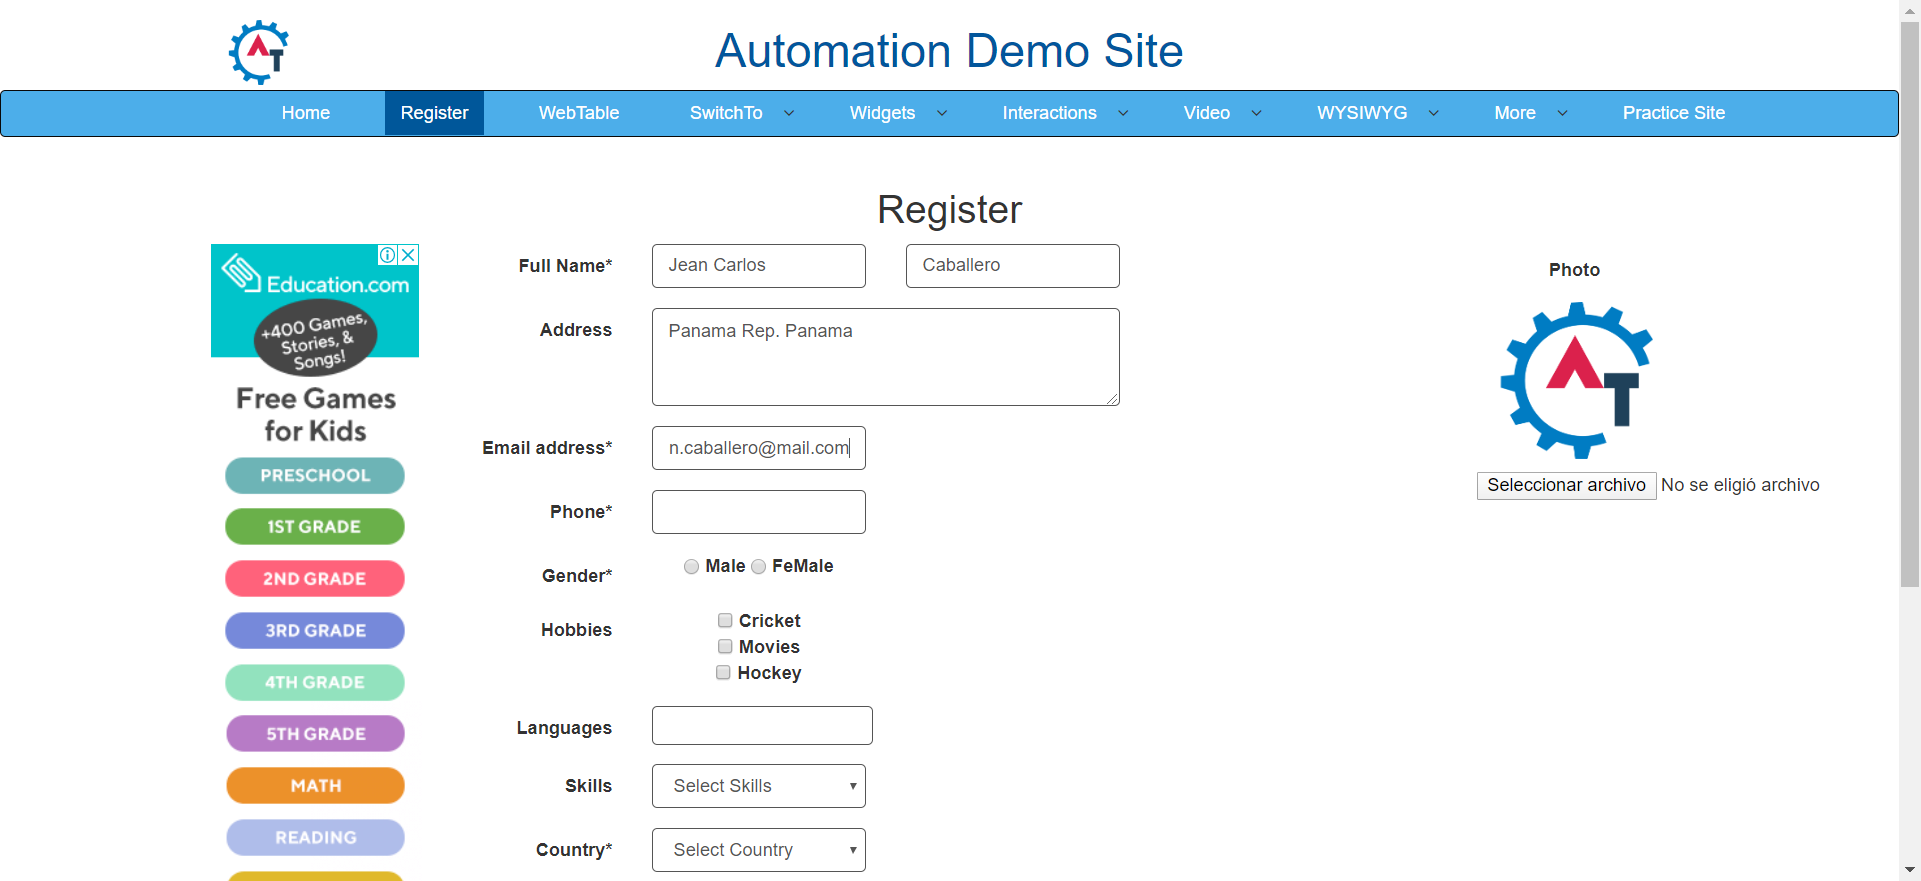 Automation Demo Site
Home Register WebTable SwitchTo Widgets Interactions Video WYSIWYG More Practice Site
Register
Education.com
+400 Games,
Stories, &
Songs!
Free Games
for Kids
PRESCHOOL
1ST GRADE
2ND GRADE
3RD GRADE
4TH GRADE
5TH GRADE
MATH
READING
Full Name* Jean Carlos Caballero
Address Panama Rep. Panama
Email address* n.caballero@mail.com
Phone*
Gender* Male FeMale
Hobbies Cricket
Movies
Hockey
Languages
Skills Select Skills
Country* Select Country
Photo
AT
Seleccionar archivo No se eligió archivo